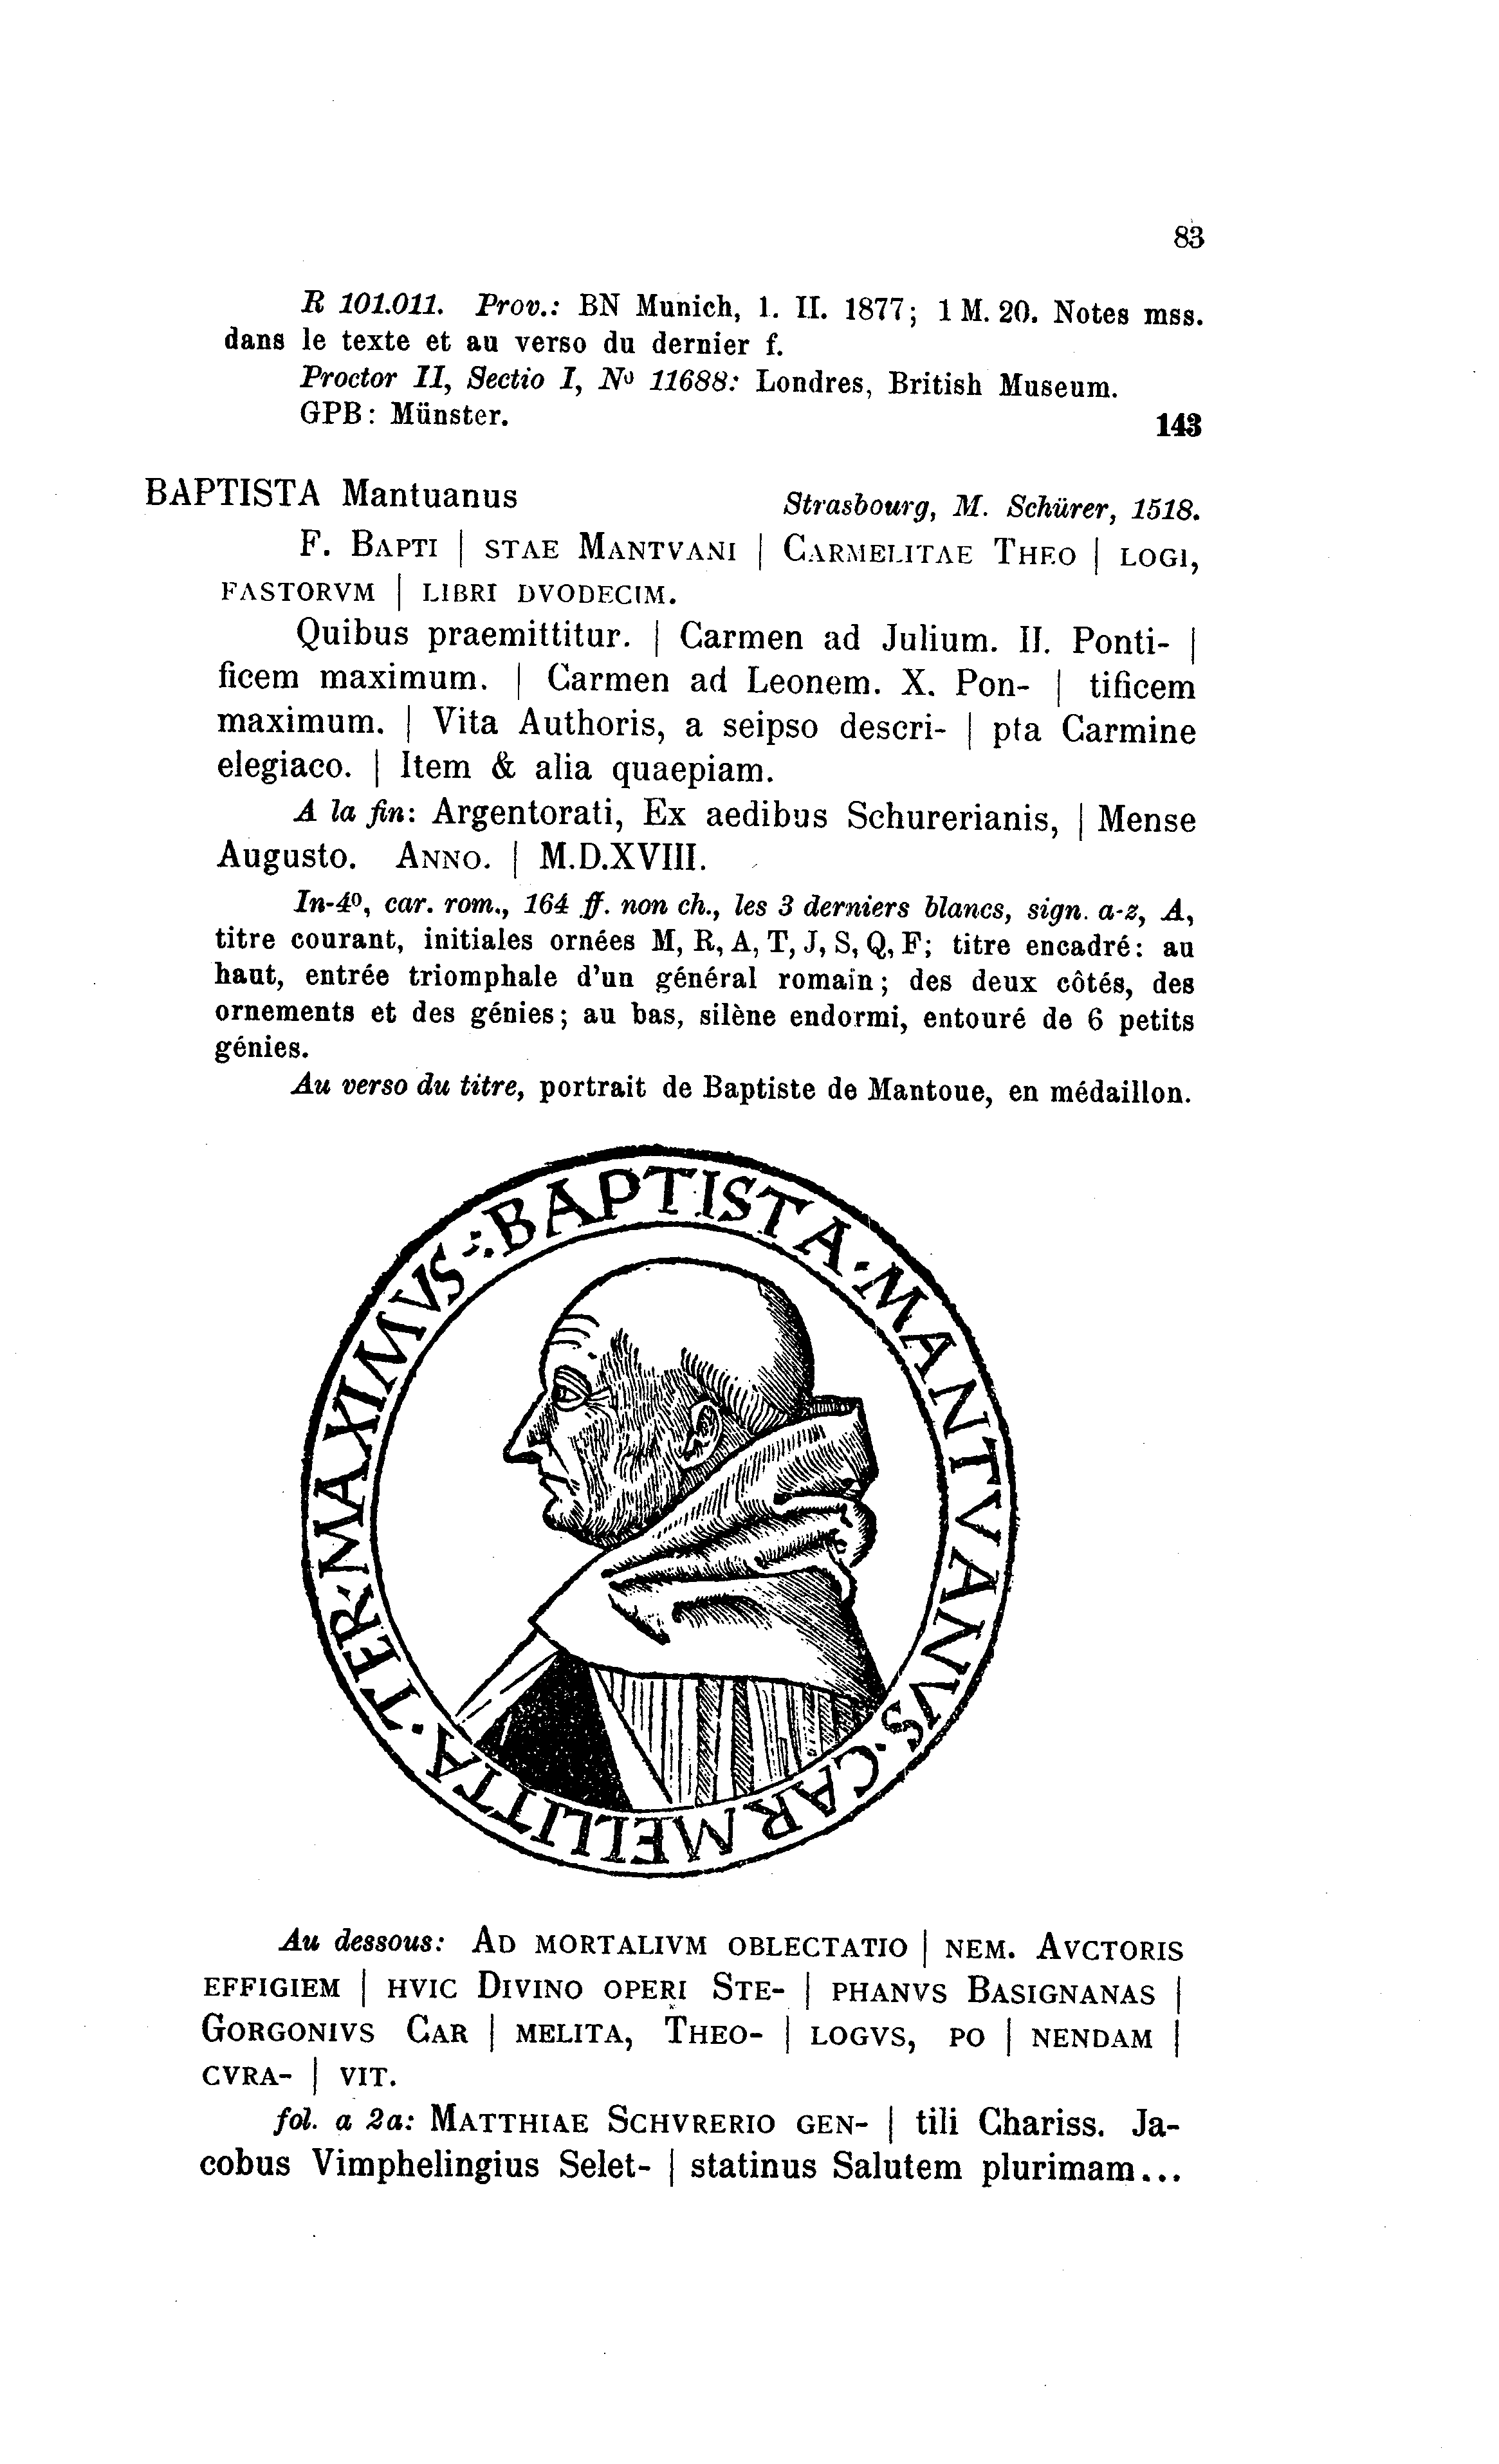 83
R 101.011. Prov.: BN Munich, 1. II. 1877; 1 M. 20. Notes mss.
dans le texte et au verso du dernier f.
Proctor II, Sectio I, Nº 11688: Londres, British Museum.
GPB: Münster.
143
BAPTISTA Mantuanus Strasbourg, M. Schürer, 1518.
F. BAPTI | STAE MANTVANI | CARMELITAE THEO | LOGI,
FASTORVM | LIBRI DVODECIM.
Quibus praemittitur. | Carmen ad Julium. II. Ponti- |
ficem maximum. | Carmen ad Leonem. X. Pon- | tificem
maximum. | Vita Authoris, a seipso descri- | pta Carmine
elegiaco. | Item & alia quaepiam.
A la fin: Argentorati, Ex aedibus Schurerianis, | Mense
Augusto. ANNO. | M.D.XVIII.
In-4º, car. rom., 164 ff. non ch., les 3 derniers blancs, sign. a-z, A,
titre courant, initiales ornées M, R, A, T, J, S, Q, F; titre encadré: au
haut, entrée triomphale d'un général romain; des deux côtés, des
ornements et des génies; au bas, silène endormi, entouré de 6 petits
génies.
Au verso du titre, portrait de Baptiste de Mantoue, en médaillon.
BAPTISTA · MANTVANVS · CARMELLITTA · TER · MAXIMVS
Au dessous: AD MORTALIVM OBLECTATIO | NEM. AVCTORIS
EFFIGIEM | HVIC DIVINO OPERI STE- | PHANVS BASIGNANAS |
GORGONIVS CAR | MELITA, THEO- | LOGVS, PO | NENDAM |
CVRA- | VIT.
fol. a 2a: MATTHIAE SCHVRERIO GEN- | tili Chariss. Ja-
cobus Vimphelingius Selet- | statinus Salutem plurimam...